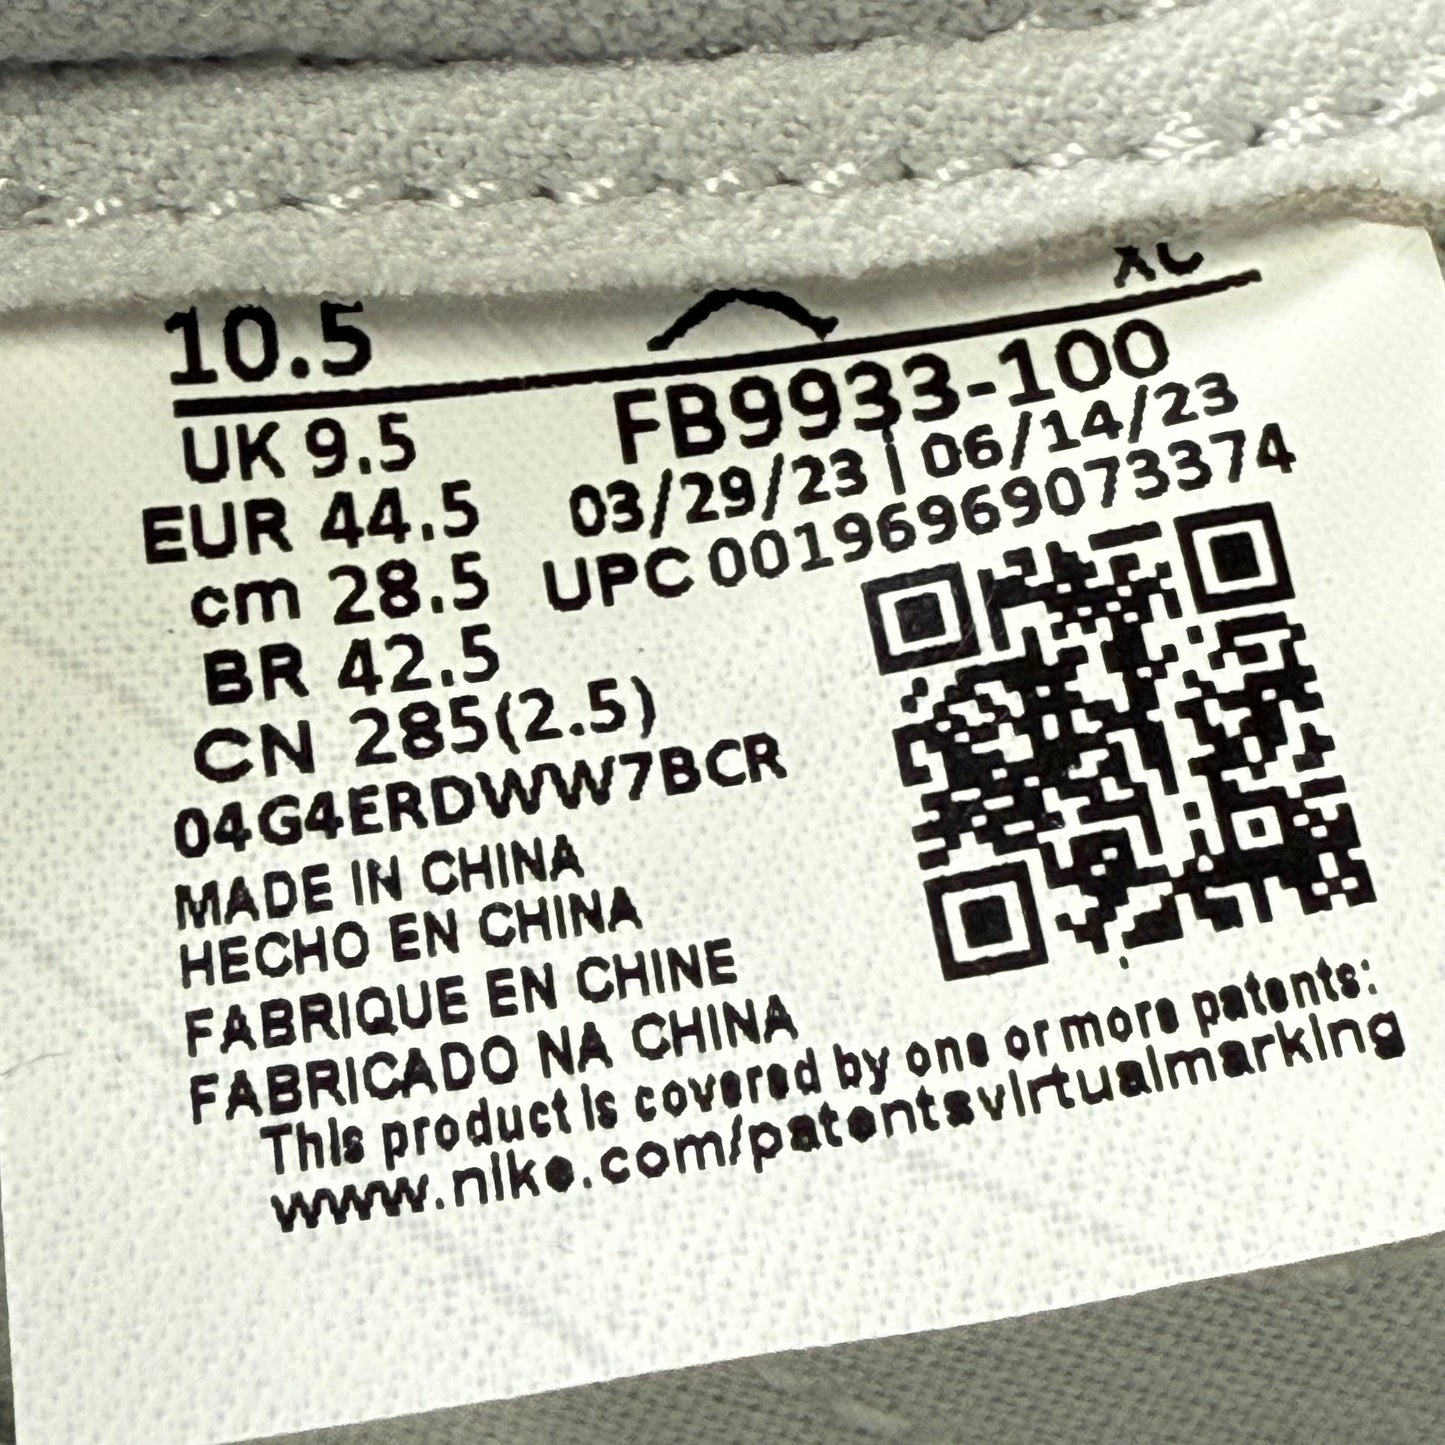 10.5
UK 9.5
EUR 44.5
cm 28.5
BR 42.5
CN 285(2.5)
FB9933-100
03/29/23 | 06/14/23
UPC 00196969073374
04G4ERDWW7BCR
MADE IN CHINA
HECHO EN CHINA
FABRIQUE EN CHINE
FABRICADO NA CHINA
This product is covered by one or more patents:
www.nike.com/patentsvirtualmarking